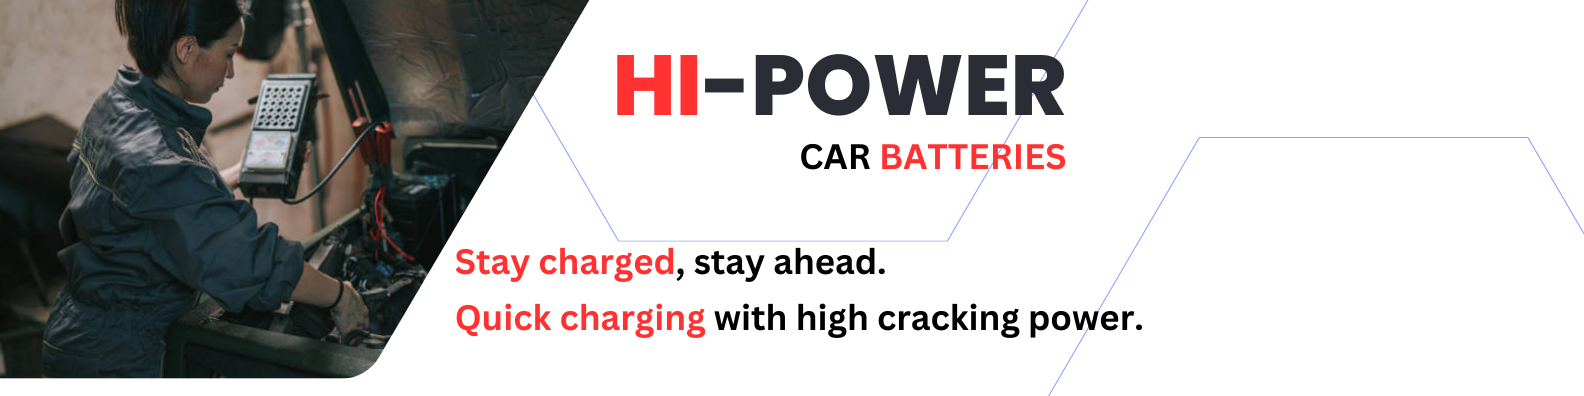 HI-POWER
CAR BATTERIES
Stay charged, stay ahead.
Quick charging with high cracking power.